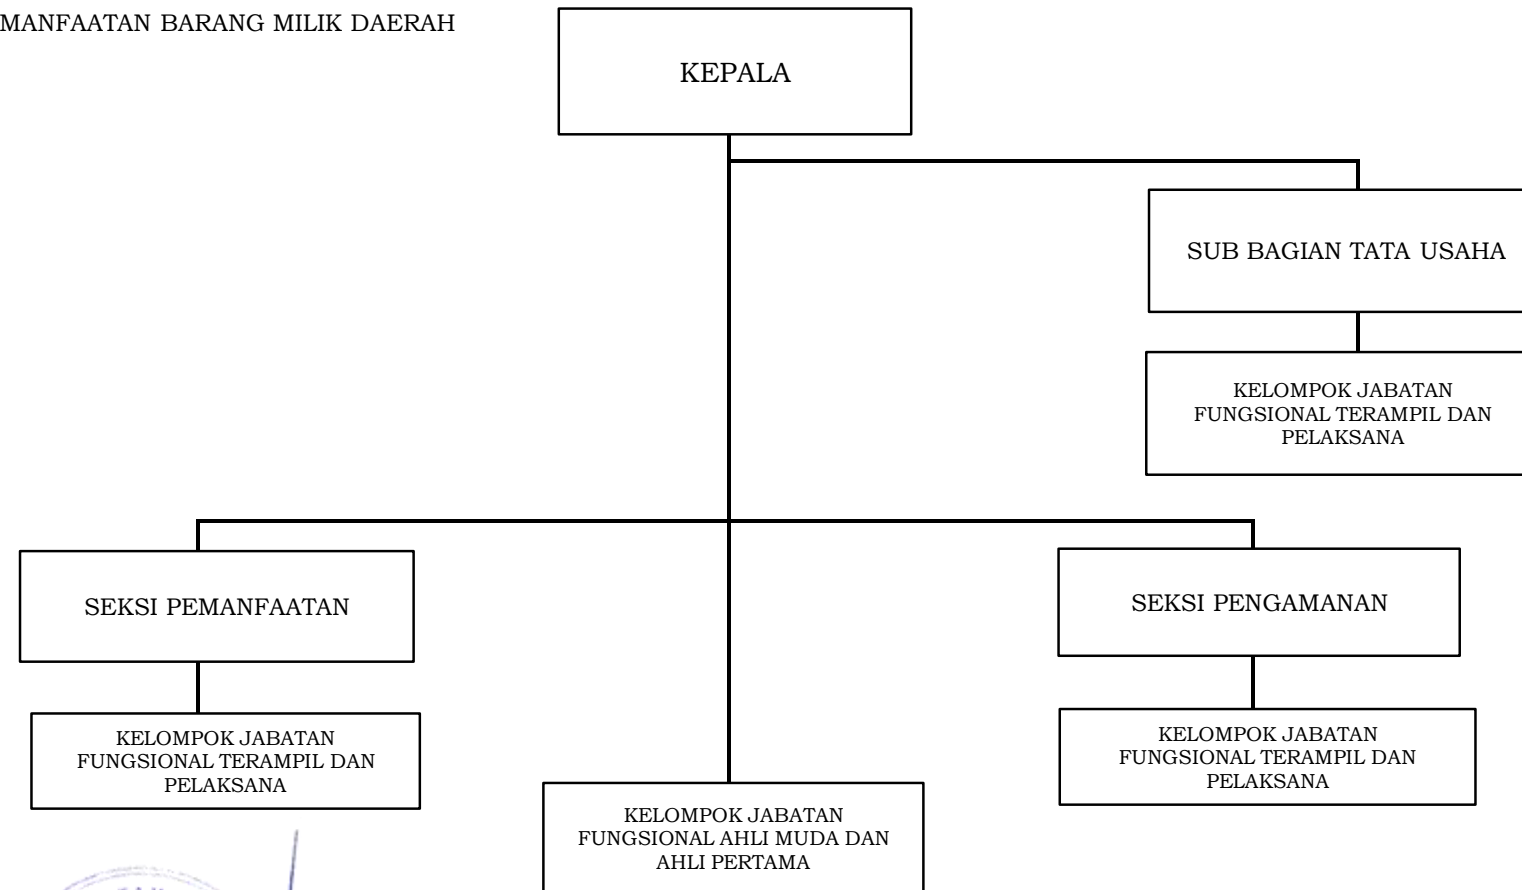 MANFAATAN BARANG MILIK DAERAH
KEPALA
SUB BAGIAN TATA USAHA
KELOMPOK JABATAN
FUNGSIONAL TERAMPIL DAN
PELAKSANA
SEKSI PEMANFAATAN
SEKSI PENGAMANAN
KELOMPOK JABATAN
FUNGSIONAL TERAMPIL DAN
PELAKSANA
KELOMPOK JABATAN
FUNGSIONAL TERAMPIL DAN
PELAKSANA
KELOMPOK JABATAN
FUNGSIONAL AHLI MUDA DAN
AHLI PERTAMA